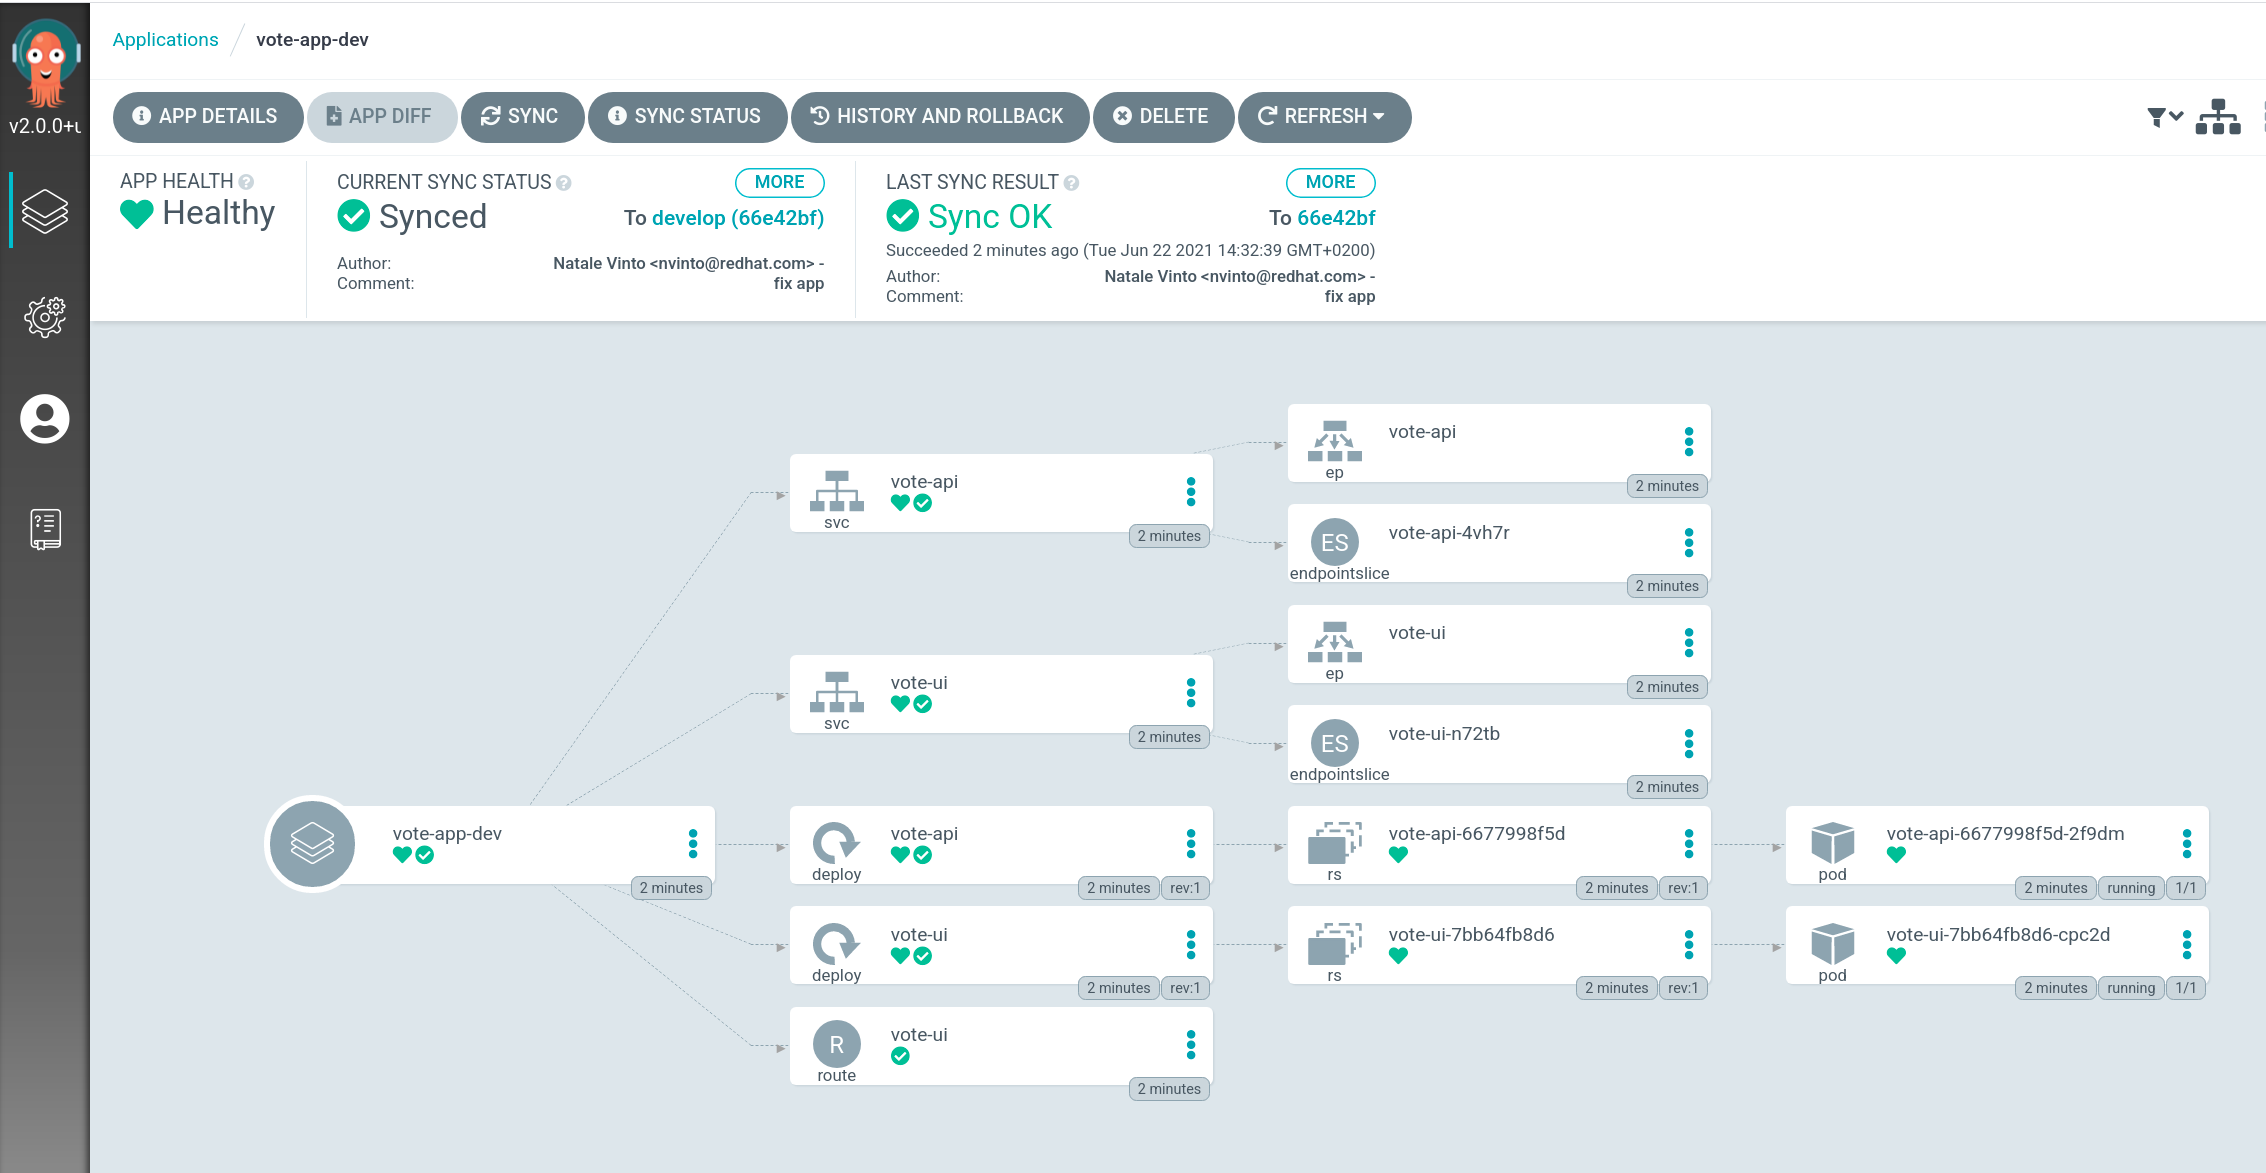 Applications / vote-app-dev
v2.0.0+u
APP DETAILS
APP DIFF
SYNC
SYNC STATUS
HISTORY AND ROLLBACK
DELETE
REFRESH
APP HEALTH ?
Healthy
CURRENT SYNC STATUS ?
MORE
Synced
To develop (66e42bf)
Author: Natale Vinto <nvinto@redhat.com> -
Comment: fix app
LAST SYNC RESULT ?
MORE
Sync OK
To 66e42bf
Succeeded 2 minutes ago (Tue Jun 22 2021 14:32:39 GMT+0200)
Author: Natale Vinto <nvinto@redhat.com> -
Comment: fix app
vote-app-dev
2 minutes
vote-api
svc
2 minutes
vote-ui
svc
2 minutes
vote-api
deploy
2 minutes rev:1
vote-ui
deploy
2 minutes rev:1
R
vote-ui
route
2 minutes
vote-api
ep
2 minutes
ES
vote-api-4vh7r
endpointslice
2 minutes
vote-ui
ep
2 minutes
ES
vote-ui-n72tb
endpointslice
2 minutes
vote-api-6677998f5d
rs
2 minutes rev:1
vote-ui-7bb64fb8d6
rs
2 minutes rev:1
vote-api-6677998f5d-2f9dm
pod
2 minutes running 1/1
vote-ui-7bb64fb8d6-cpc2d
pod
2 minutes running 1/1